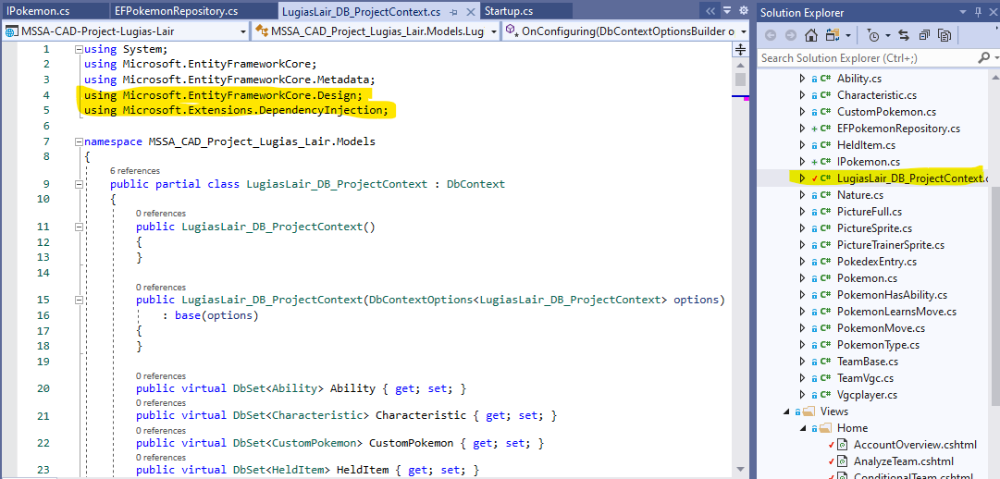 IPokemon.cs
EFPokemonRepository.cs
LugiasLair_DB_ProjectContext.cs
Startup.cs
MSSA-CAD-Project-Lugias-Lair
MSSA_CAD_Project_Lugias_Lair.Models.Lug
OnConfiguring(DbContextOptionsBuilder o
1 using System;
2 using Microsoft.EntityFrameworkCore;
3 using Microsoft.EntityFrameworkCore.Metadata;
4 using Microsoft.EntityFrameworkCore.Design;
5 using Microsoft.Extensions.DependencyInjection;
6
7 namespace MSSA_CAD_Project_Lugias_Lair.Models
8 {
6 references
9 public partial class LugiasLair_DB_ProjectContext : DbContext
10 {
0 references
11 public LugiasLair_DB_ProjectContext()
12 {
13 }
14
0 references
15 public LugiasLair_DB_ProjectContext(DbContextOptions<LugiasLair_DB_ProjectContext> options)
16 : base(options)
17 {
18 }
19
0 references
20 public virtual DbSet<Ability> Ability { get; set; }
0 references
21 public virtual DbSet<Characteristic> Characteristic { get; set; }
0 references
22 public virtual DbSet<CustomPokemon> CustomPokemon { get; set; }
0 references
23 public virtual DbSet<HeldItem> HeldItem { get; set; }
Solution Explorer
Search Solution Explorer (Ctrl+;)
C# Ability.cs
C# Characteristic.cs
C# CustomPokemon.cs
C# EFPokemonRepository.cs
C# HeldItem.cs
C# IPokemon.cs
C# LugiasLair_DB_ProjectContext.c
C# Nature.cs
C# PictureFull.cs
C# PictureSprite.cs
C# PictureTrainerSprite.cs
C# PokedexEntry.cs
C# Pokemon.cs
C# PokemonHasAbility.cs
C# PokemonLearnsMove.cs
C# PokemonMove.cs
C# PokemonType.cs
C# TeamBase.cs
C# TeamVgc.cs
C# Vgcplayer.cs
Views
Home
AccountOverview.cshtml
AnalyzeTeam.cshtml
ConditionalTeam.cshtml